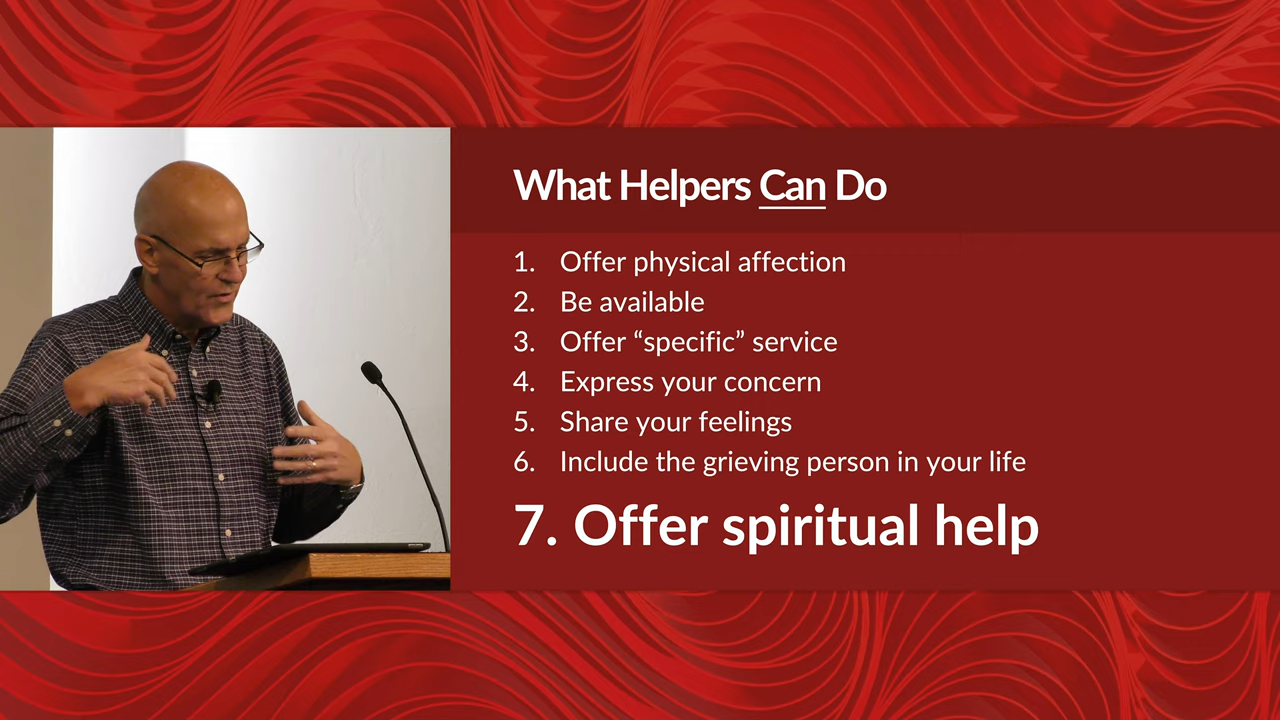 What Helpers Can Do
1. Offer physical affection
2. Be available
3. Offer “specific” service
4. Express your concern
5. Share your feelings
6. Include the grieving person in your life
7. Offer spiritual help